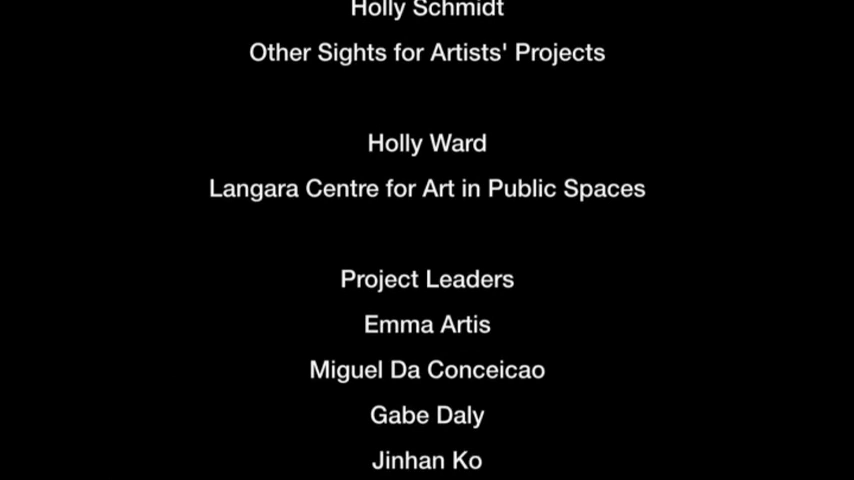 Holly Schmidt
Other Sights for Artists' Projects
Holly Ward
Langara Centre for Art in Public Spaces
Project Leaders
Emma Artis
Miguel Da Conceicao
Gabe Daly
Jinhan Ko